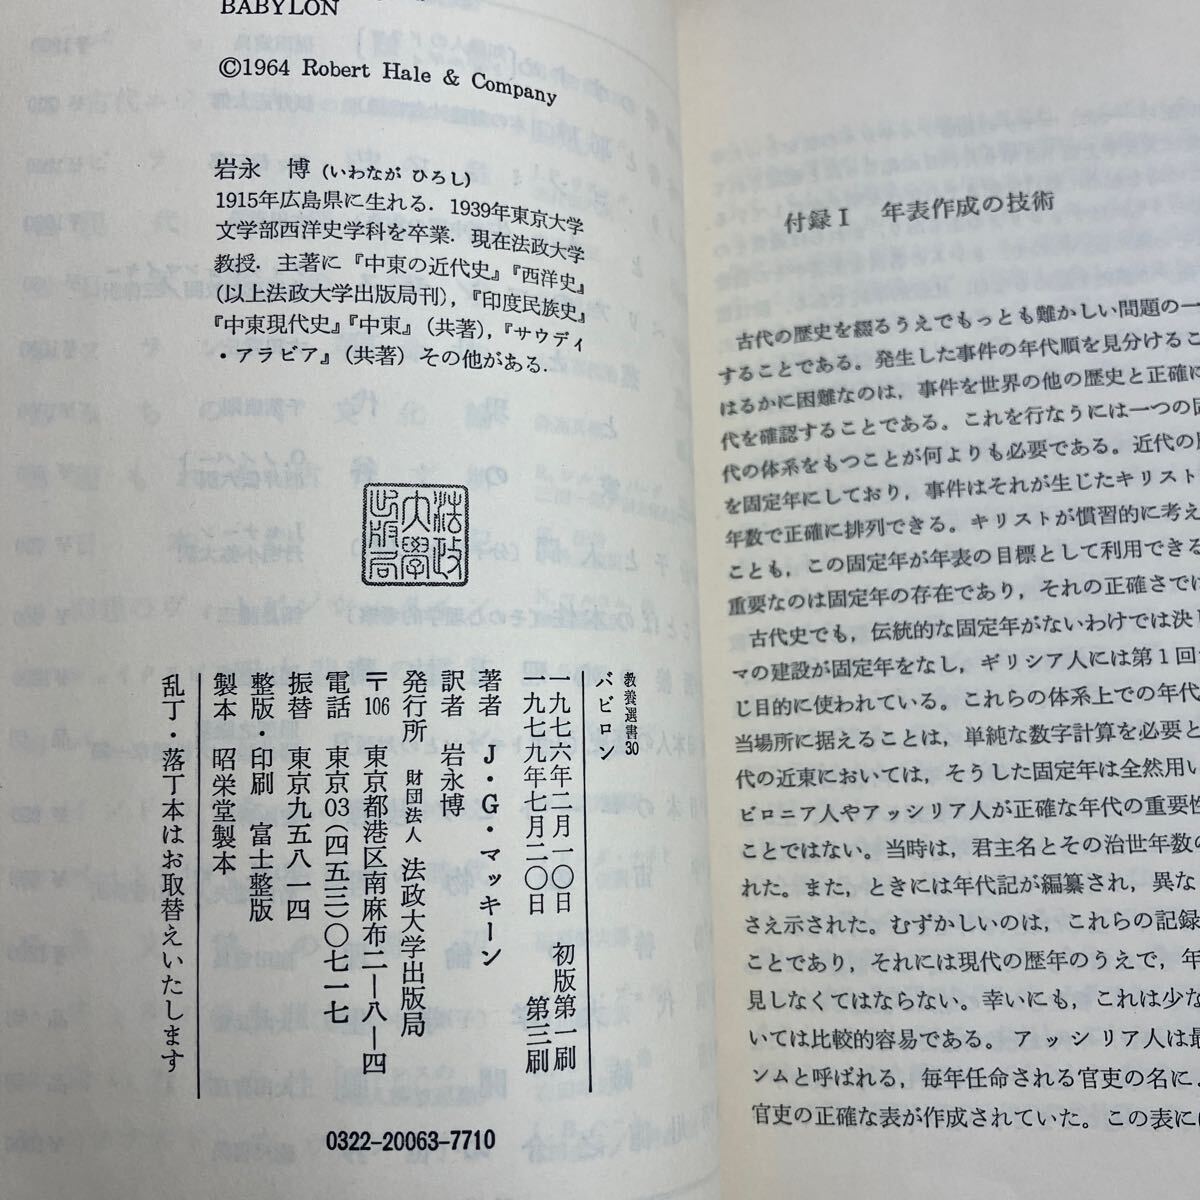 BABYLON
©1964 Robert Hale & Company
岩永　博 (いわなが ひろし)
1915年広島県に生れる．1939年東京大学
文学部西洋史学科を卒業．現在法政大学
教授．主著に『中東の近代史』『西洋史』
(以上法政大学出版局刊),『印度民族史』
『中東現代史』『中東』(共著),『サウディ
・アラビア』(共著) その他がある．
法政
大學
出版局
教養選書30
バビロン
一九七六年二月一〇日　初版第一刷
一九七九年七月二〇日　第三刷
著者　J・G・マッキーン
訳者　岩永博
発行所　財団法人　法政大学出版局
〒106　東京都港区南麻布二―八―四
電話　東京03(四五三)〇七一七
振替　東京九五八一四
整版・印刷　富士整版
製本　昭栄堂製本
乱丁・落丁本はお取替えいたします
0322-20063-7710
付録Ⅰ　年表作成の技術
古代の歴史を綴るうえでもっとも難かしい問題の一
することである。発生した事件の年代順を見分けるこ
はるかに困難なのは，事件を世界の他の歴史と正確に
代を確認することである。これを行なうには一つの固
代の体系をもつことが何よりも必要である。近代の
を固定年にしており，事件はそれが生じたキリスト
年数で正確に排列できる。キリストが慣習的に考え
ことも，この固定年が年表の目標として利用できる
重要なのは固定年の存在であり，それの正確さでは
古代史でも，伝統的な固定年がないわけでは決し
マの建設が固定年をなし，ギリシア人には第１回
じ目的に使われている。これらの体系上での年代
当場所に据えることは，単純な数字計算を必要と
代の近東においては，そうした固定年は全然用い
ビロニア人やアッシリア人が正確な年代の重要性
ことではない。当時は，君主名とその治世年数の
れた。また，ときには年代記が編纂され，異な
さえ示された。むずかしいのは，これらの記録
ことであり，それには現代の歴年のうえで，年
見しなくてはならない。幸いにも，これは少な
いては比較的容易である。アッシリア人は最
ンムと呼ばれる，毎年任命される官吏の名に
官吏の正確な表が作成されていた。この表に